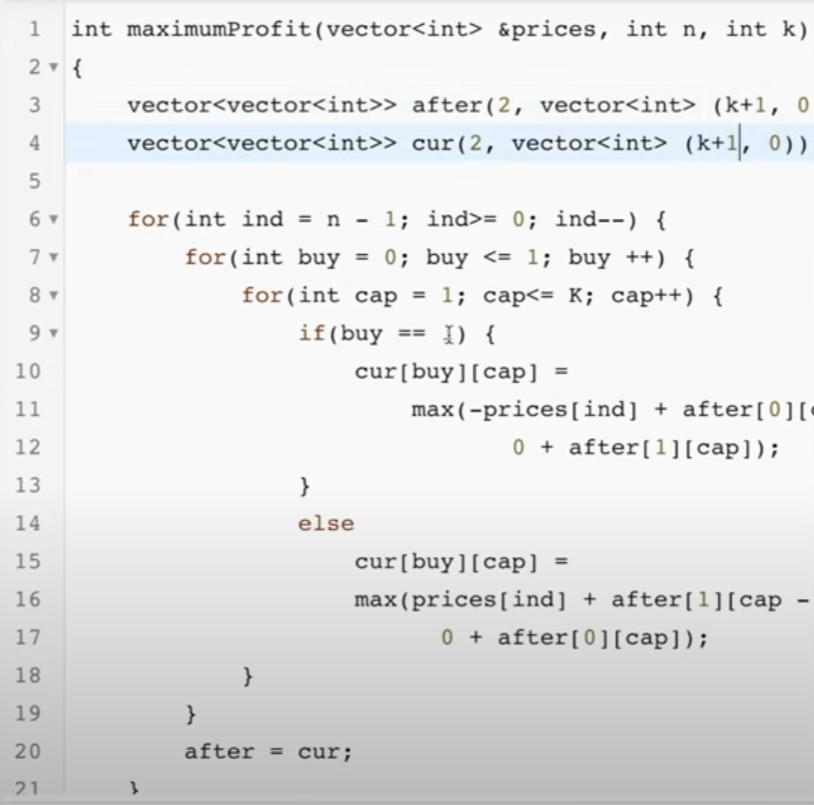 1 int maximumProfit(vector<int> &prices, int n, int k)
2 {
3 vector<vector<int>> after(2, vector<int> (k+1, 0
4 vector<vector<int>> cur(2, vector<int> (k+1, 0))
5
6 for(int ind = n - 1; ind>= 0; ind--) {
7 for(int buy = 0; buy <= 1; buy ++) {
8 for(int cap = 1; cap<= K; cap++) {
9 if(buy == ) {
10 cur[buy][cap] =
11 max(-prices[ind] + after[0][
12 0 + after[1][cap]);
13 }
14 else
15 cur[buy][cap] =
16 max(prices[ind] + after[1][cap -
17 0 + after[0][cap]);
18 }
19 }
20 after = cur;
21 }